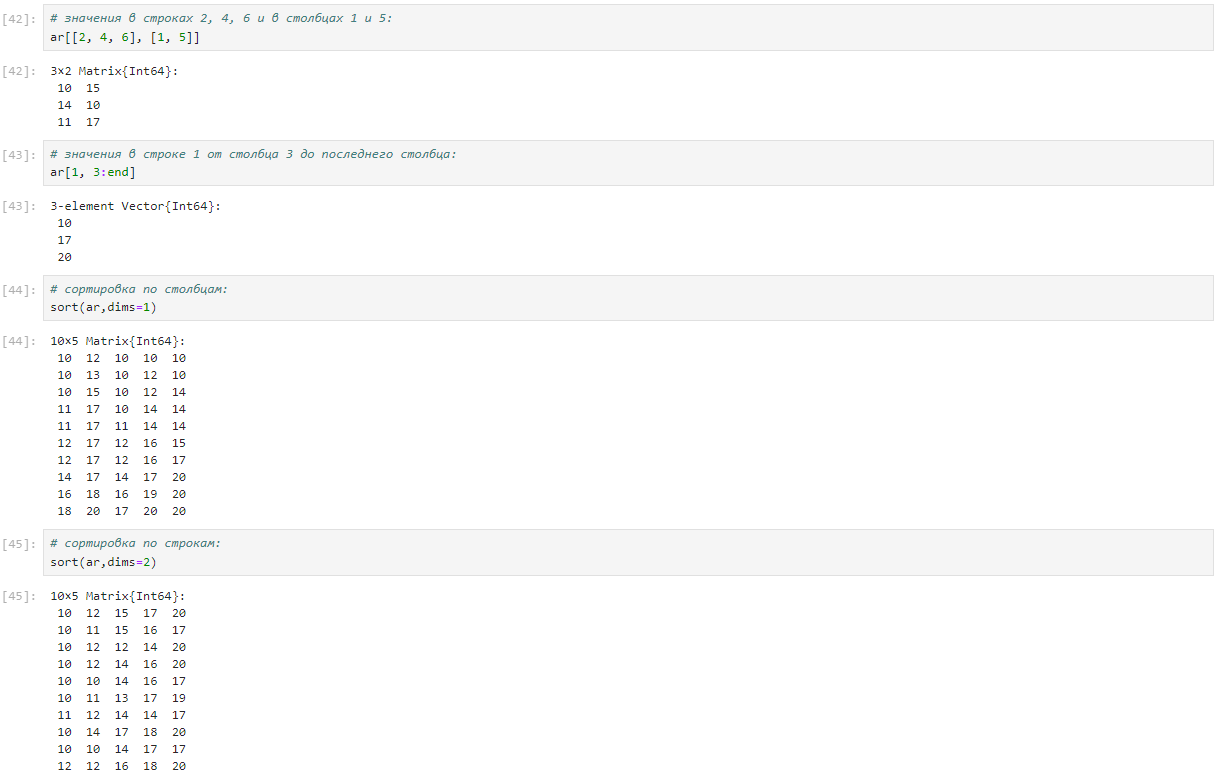 [42]: # значения в строках 2, 4, 6 и в столбцах 1 и 5:
ar[[2, 4, 6], [1, 5]]
[42]: 3×2 Matrix{Int64}:
10 15
14 10
11 17
[43]: # значения в строке 1 от столбца 3 до последнего столбца:
ar[1, 3:end]
[43]: 3-element Vector{Int64}:
10
17
20
[44]: # сортировка по столбцам:
sort(ar,dims=1)
[44]: 10×5 Matrix{Int64}:
10 12 10 10 10
10 13 10 12 10
10 15 10 12 14
11 17 10 14 14
11 17 11 14 14
12 17 12 16 15
12 17 12 16 17
14 17 14 17 20
16 18 16 19 20
18 20 17 20 20
[45]: # сортировка по строкам:
sort(ar,dims=2)
[45]: 10×5 Matrix{Int64}:
10 12 15 17 20
10 11 15 16 17
10 12 12 14 20
10 12 14 16 20
10 10 14 16 17
10 11 13 17 19
11 12 14 14 17
10 14 17 18 20
10 10 14 17 17
12 12 16 18 20